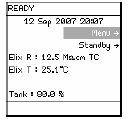 READY
12 Sep 2007 20:07
Menu →
Standby →
Elix R : 12.5 MΩ.cm TC
Elix T : 25.1°C
Tank : 80.0 %